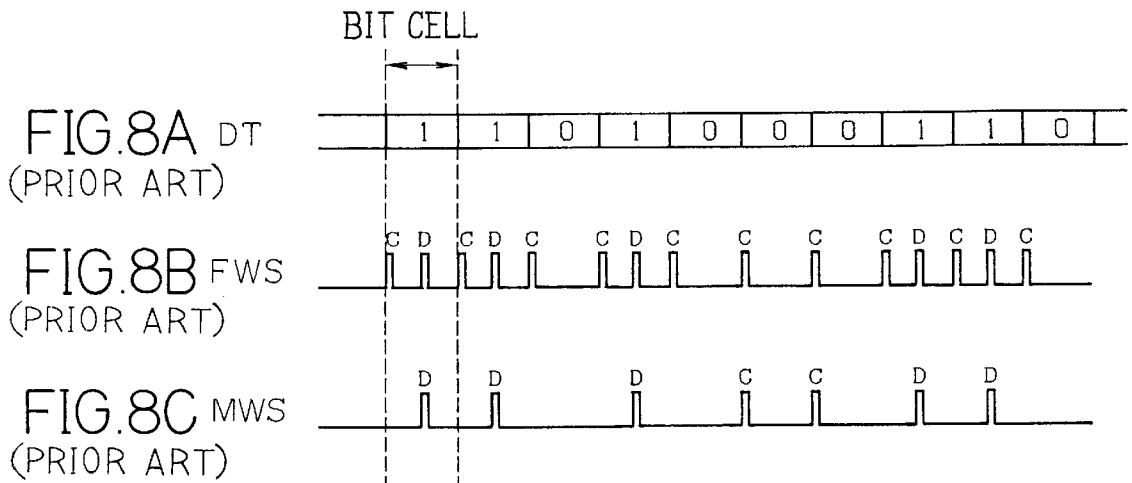 BIT CELL
FIG.8A DT 1 1 0 1 0 0 0 1 1 0
(PRIOR ART)
C D C D C C D C C C C D C D C
FIG.8B FWS
(PRIOR ART)
D D D C C D D
FIG.8C MWS
(PRIOR ART)